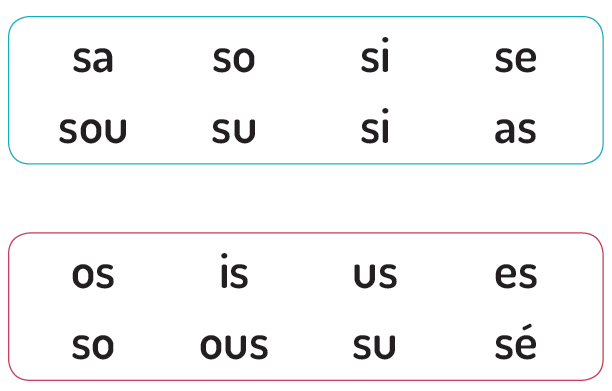 sa so si se
sou su si as
os is us es
so ous su sé